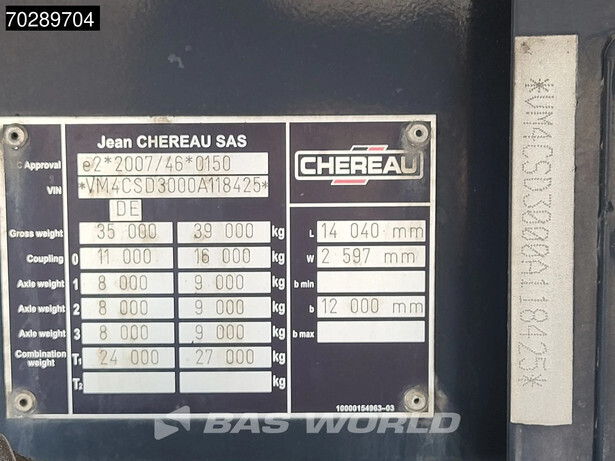 70289704
Jean CHEREAU SAS
C Approval e2*2007/46*0150
VIN *VM4CSD3000A118425*
DE
Gross weight 35 000 39 000 kg
Coupling 0 11 000 16 000 kg
Axle weight 1 8 000 9 000 kg
Axle weight 2 8 000 9 000 kg
Axle weight 3 8 000 9 000 kg
Combination weight T1 24 000 27 000 kg
T2 kg
CHEREAU
L 14 040 mm
W 2 597 mm
b min
b 12 000 mm
b max
10000154963-03
*VM4CSD3000A118425*
BAS WORLD